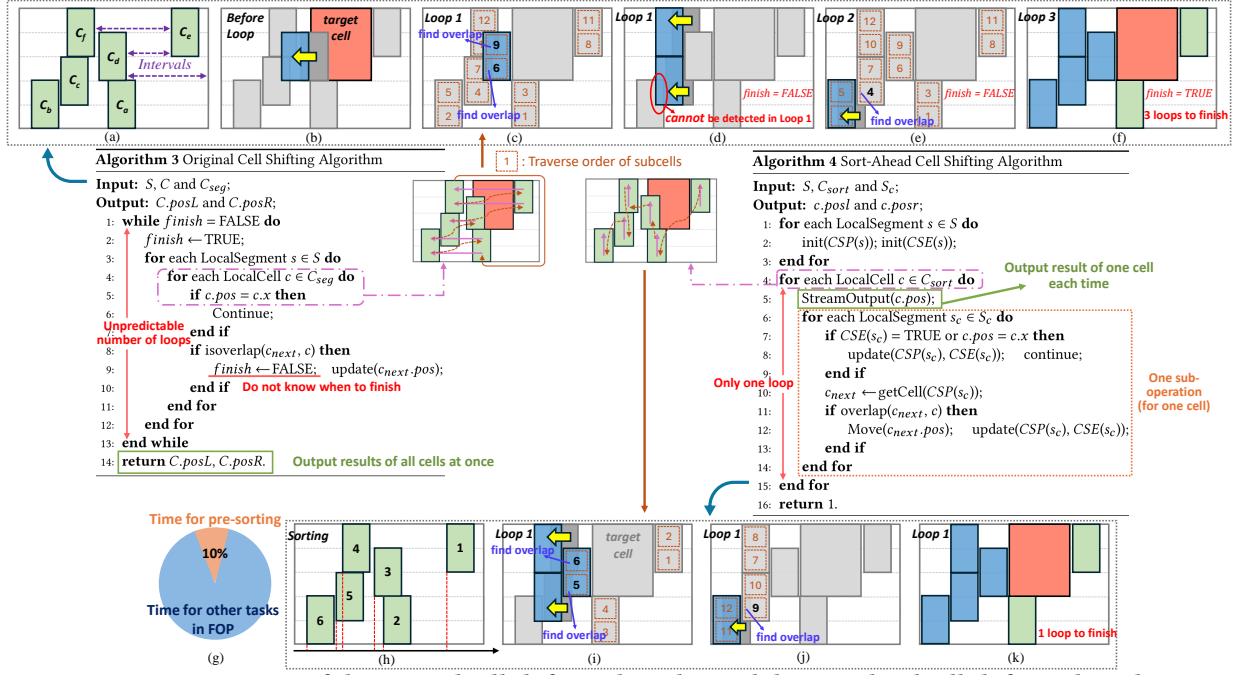 Before Loop
target cell
Loop 1
find overlap
find overlap
Loop 1
finish = FALSE
cannot be detected in Loop 1
Loop 2
finish = FALSE
find overlap
Loop 3
finish = TRUE
3 loops to finish
C_f
C_e
C_d
C_c
C_b
C_a
Intervals
12 11 9 8 6 7 5 4 3 2 1
12 11 10 9 8 7 6 5 4 3 1
(a) (b) (c) (d) (e) (f)
Algorithm 3 Original Cell Shifting Algorithm
Input: S, C and C_seg;
Output: C.posL and C.posR;
1: while finish = FALSE do
2: finish ← TRUE;
3: for each LocalSegment s ∈ S do
4: for each LocalCell c ∈ C_seg do
5: if c.pos = c.x then
6: Continue;
end if
8: if isoverlap(c_next, c) then
9: finish ← FALSE; update(c_next.pos);
10: end if
11: end for
12: end for
13: end while
14: return C.posL, C.posR.
Unpredictable number of loops
Do not know when to finish
Output results of all cells at once
1 : Traverse order of subcells
Algorithm 4 Sort-Ahead Cell Shifting Algorithm
Input: S, C_sort and S_c;
Output: c.posl and c.posr;
1: for each LocalSegment s ∈ S do
2: init(CSP(s)); init(CSE(s));
3: end for
4: for each LocalCell c ∈ C_sort do
5: StreamOutput(c.pos);
6: for each LocalSegment s_c ∈ S_c do
7: if CSE(s_c) = TRUE or c.pos = c.x then
8: update(CSP(s_c), CSE(s_c)); continue;
9: end if
10: c_next ← getCell(CSP(s_c));
11: if overlap(c_next, c) then
12: Move(c_next.pos); update(CSP(s_c), CSE(s_c));
13: end if
14: end for
15: end for
16: return 1.
Output result of one cell each time
Only one loop
One sub-operation (for one cell)
Time for pre-sorting
10%
Time for other tasks in FOP
(g)
Sorting
1
4
3
5
6
2
(h)
Loop 1
find overlap
target cell
6 5 2 1 4 3
find overlap
(i)
Loop 1
8
7
10
12 9
11
find overlap
(j)
Loop 1
1 loop to finish
(k)